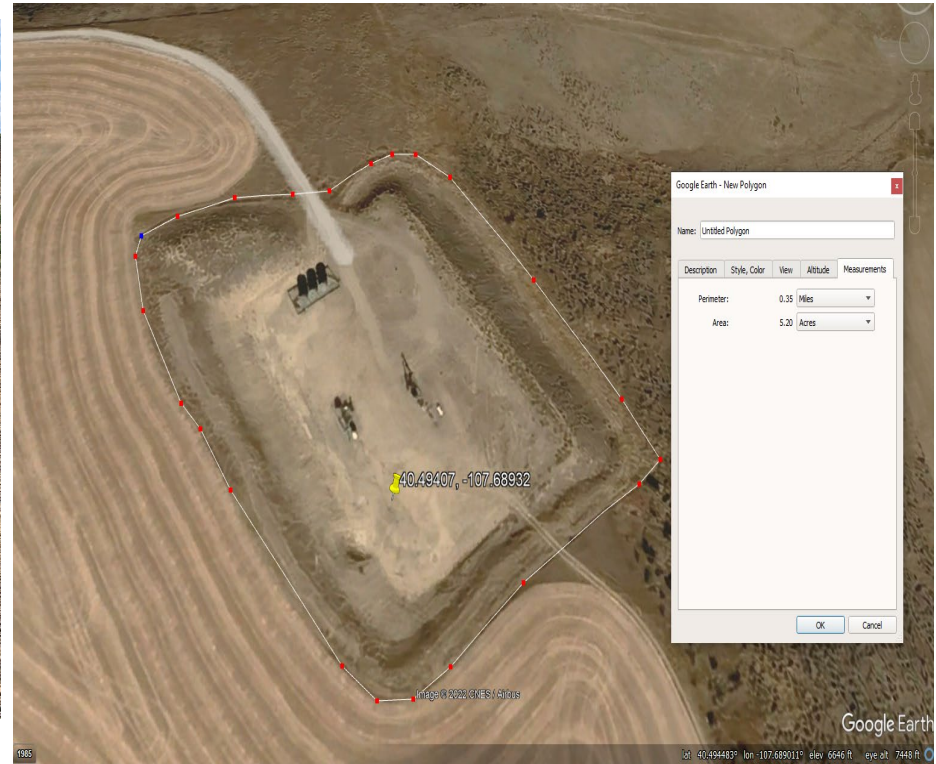 Google Earth - New Polygon
x
Name: Untitled Polygon
Description Style, Color View Altitude Measurements
Perimeter: 0.35 Miles
Area: 5.20 Acres
40.49407, -107.68932
OK Cancel
Image © 2022 CNES / Airbus
Google Earth
1985
lat 40.494483° lon -107.689011° elev 6646 ft eye alt 7448 ft